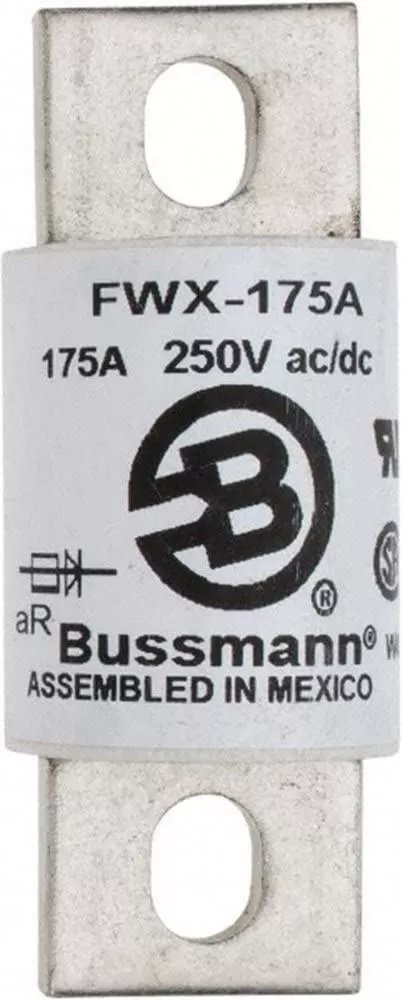 FWX-175A
175A 250V ac/dc
B
®
aR
Bussmann®
ASSEMBLED IN MEXICO